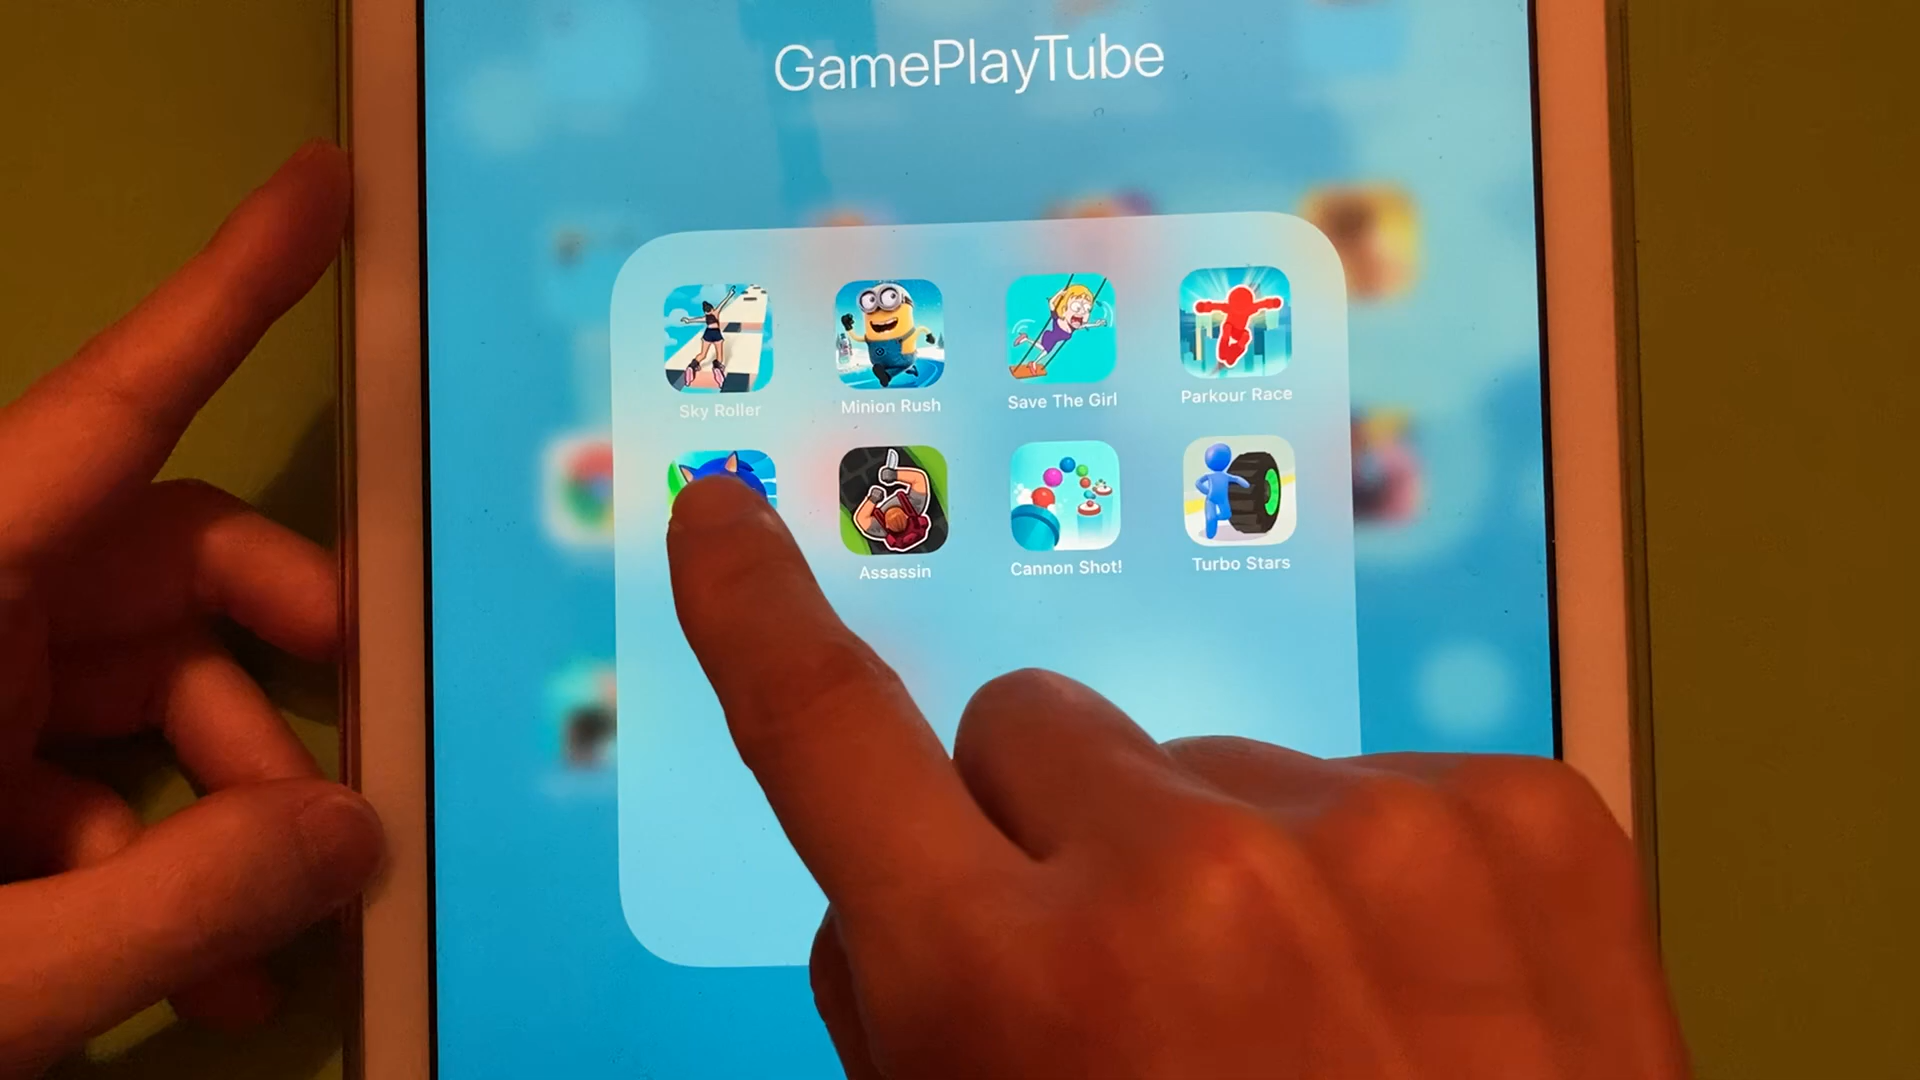 GamePlayTube
Sky Roller
Minion Rush
Save The Girl
Parkour Race
Assassin
Cannon Shot!
Turbo Stars